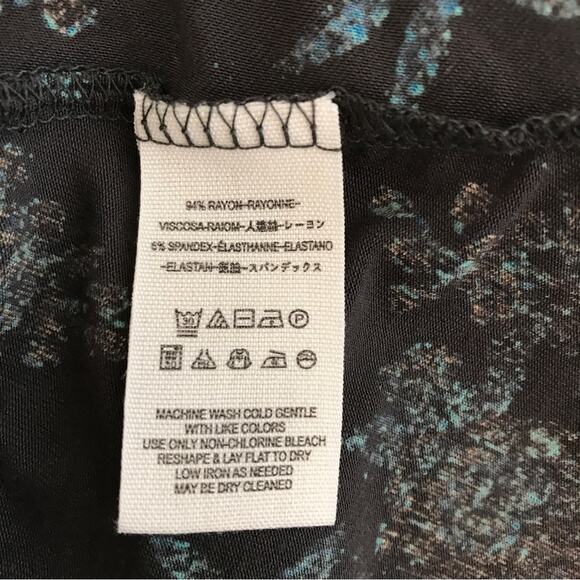 94% RAYON-RAYONNE-
VISCOSA-RAIOM-人造絲-レーヨン
6% SPANDEX-ÉLASTHANNE-ELASTANO
-ELASTAN-スパンデックス
30 P
MACHINE WASH COLD GENTLE
WITH LIKE COLORS
USE ONLY NON-CHLORINE BLEACH
RESHAPE & LAY FLAT TO DRY
LOW IRON AS NEEDED
MAY BE DRY CLEANED